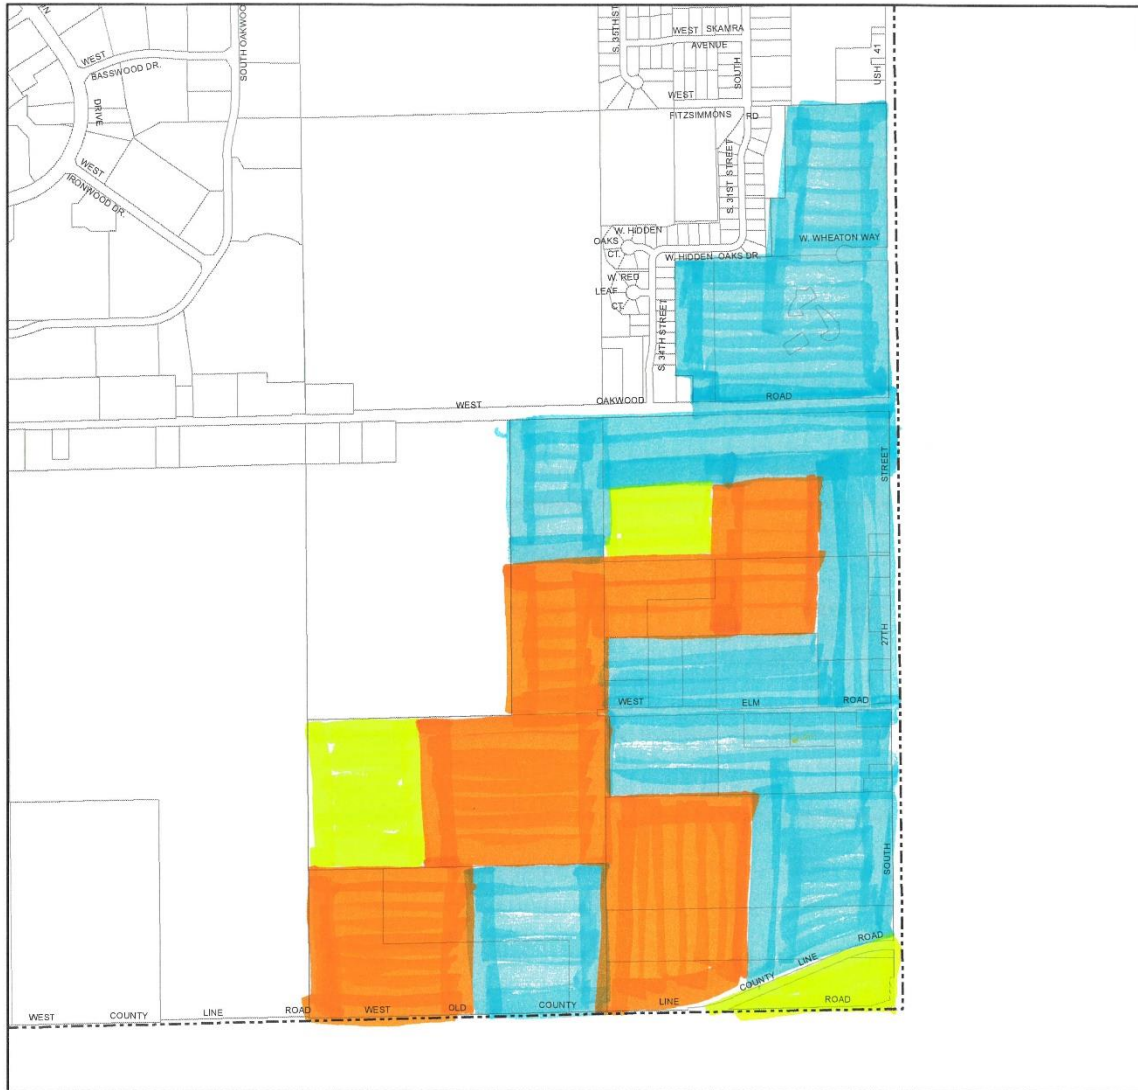 WEST
BASSWOOD DR.
DRIVE
SOUTH OAKWOOD
WEST
IRONWOOD DR.
S. 35TH ST
WEST SKAMRA
AVENUE
SOUTH
USH 41
WEST
FITZSIMMONS RD
S. 31ST STREET
W. HIDDEN
OAKS
CT.
W. HIDDEN OAKS DR.
W. WHEATON WAY
W. RED
LEAF
CT.
S. 34TH STREET
WEST OAKWOOD ROAD
STREET
27TH
WEST ELM ROAD
SOUTH
COUNTY LINE ROAD
WEST COUNTY LINE ROAD WEST OLD COUNTY LINE ROAD